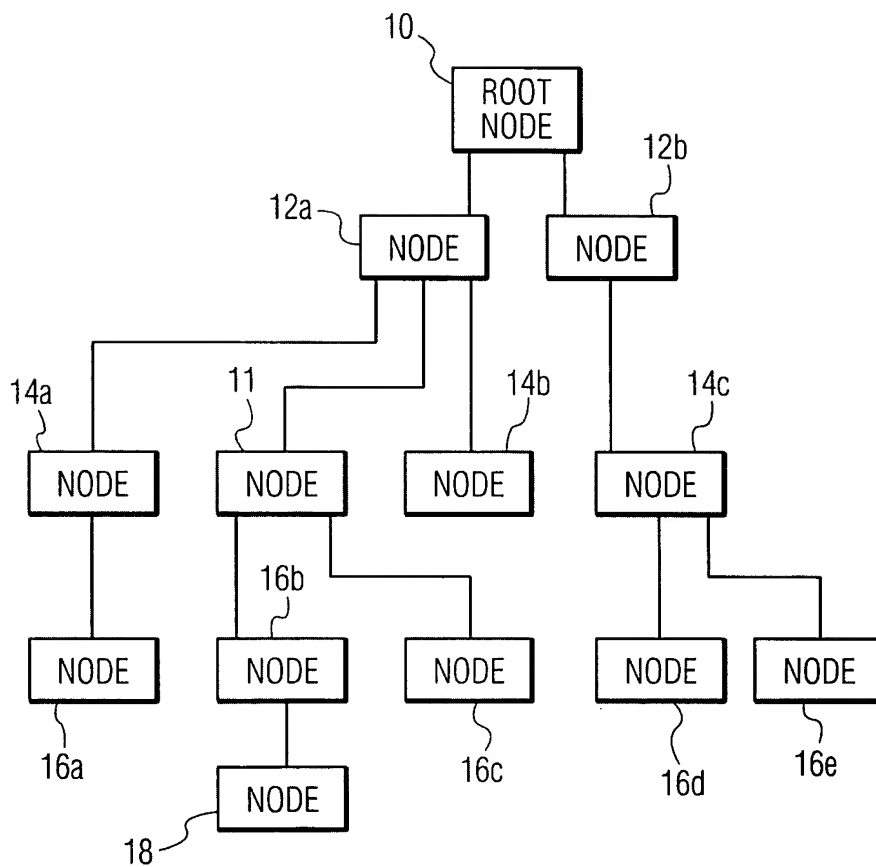 10
ROOT
NODE
12a
12b
NODE
NODE
14a
11
14b
14c
NODE
NODE
NODE
NODE
16b
NODE
NODE
NODE
NODE
NODE
16a
16c
16d
16e
NODE
18